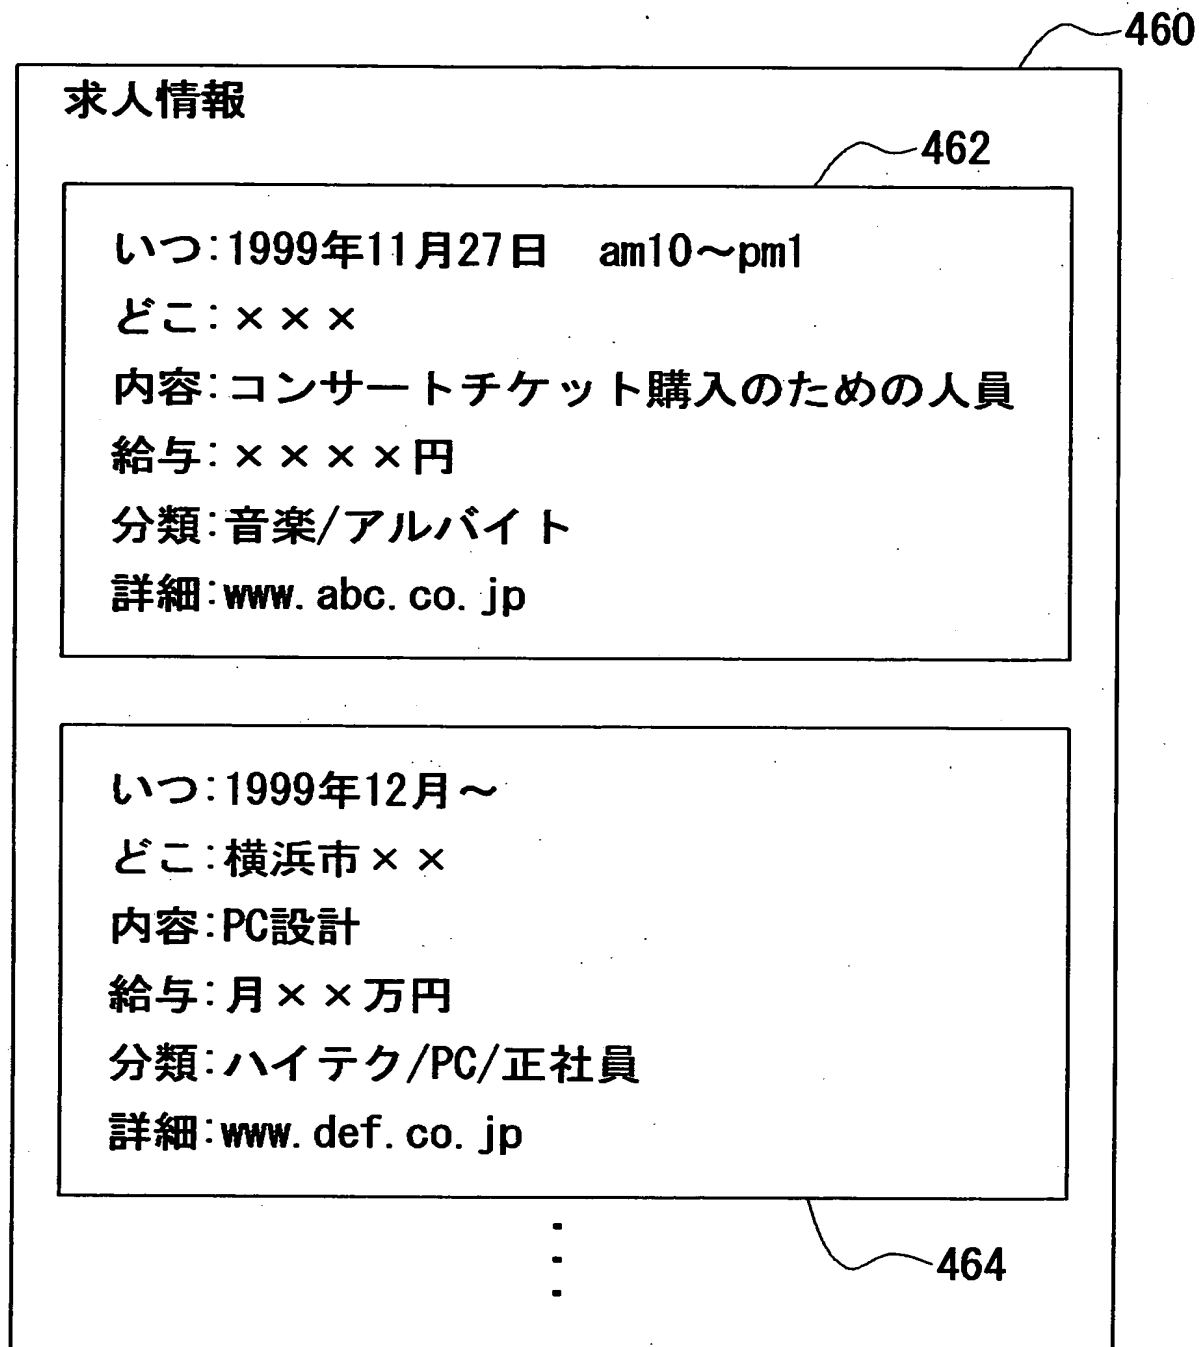 460
求人情報
462
いつ:1999年11月27日　am10～pm1
どこ:×××
内容:コンサートチケット購入のための人員
給与:××××円
分類:音楽/アルバイト
詳細:www.abc.co.jp
いつ:1999年12月～
どこ:横浜市××
内容:PC設計
給与:月××万円
分類:ハイテク/PC/正社員
詳細:www.def.co.jp
464